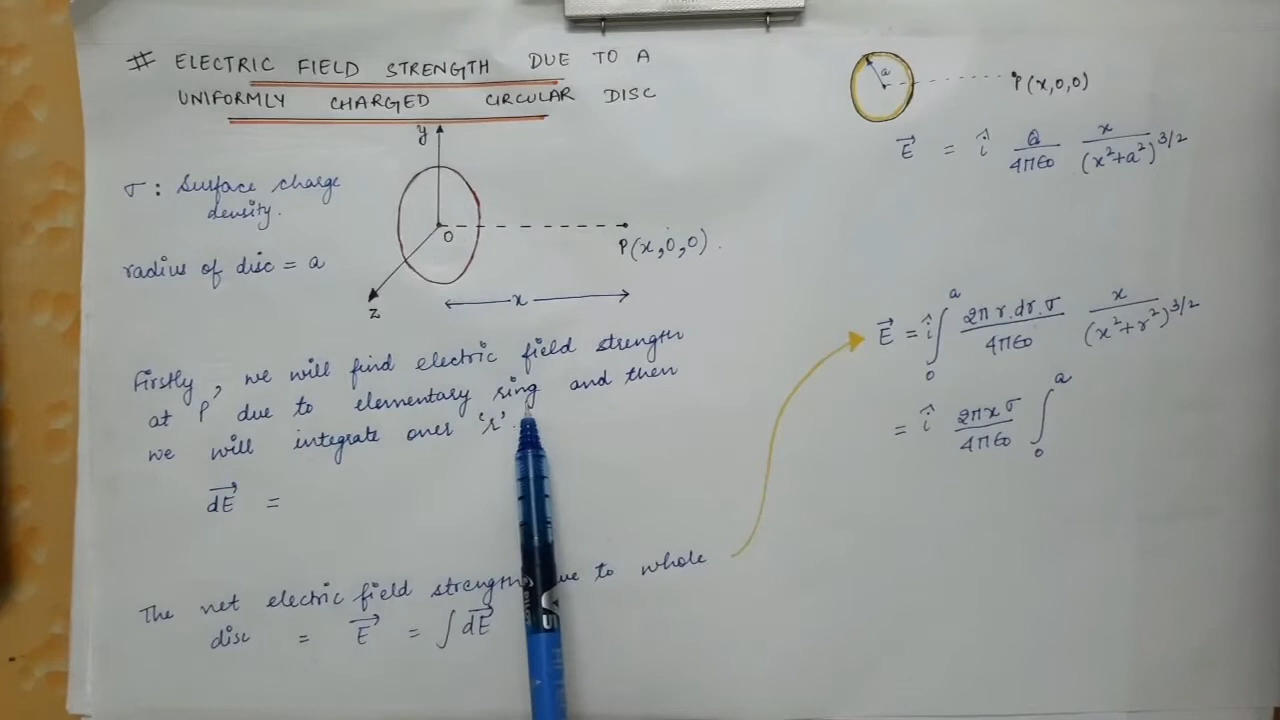 # ELECTRIC FIELD STRENGTH DUE TO A
UNIFORMLY CHARGED CIRCULAR DISC
σ : Surface charge
density.
radius of disc = a
y
O
z
P(x,0,0).
x
Firstly, we will find electric field strength
at P due to elementary ring and then
we will integrate over 'r'.
dE⃗ =
The net electric field strength due to whole
disc = E⃗ = ∫dE⃗
a
P(x,0,0)
E⃗ = î Q/4πε0 x/(x²+a²)^3/2
E⃗ = î ∫₀ᵃ 2πr.dr.σ/4πε0 x/(x²+r²)^3/2
= î 2πxσ/4πε0 ∫₀ᵃ
V5